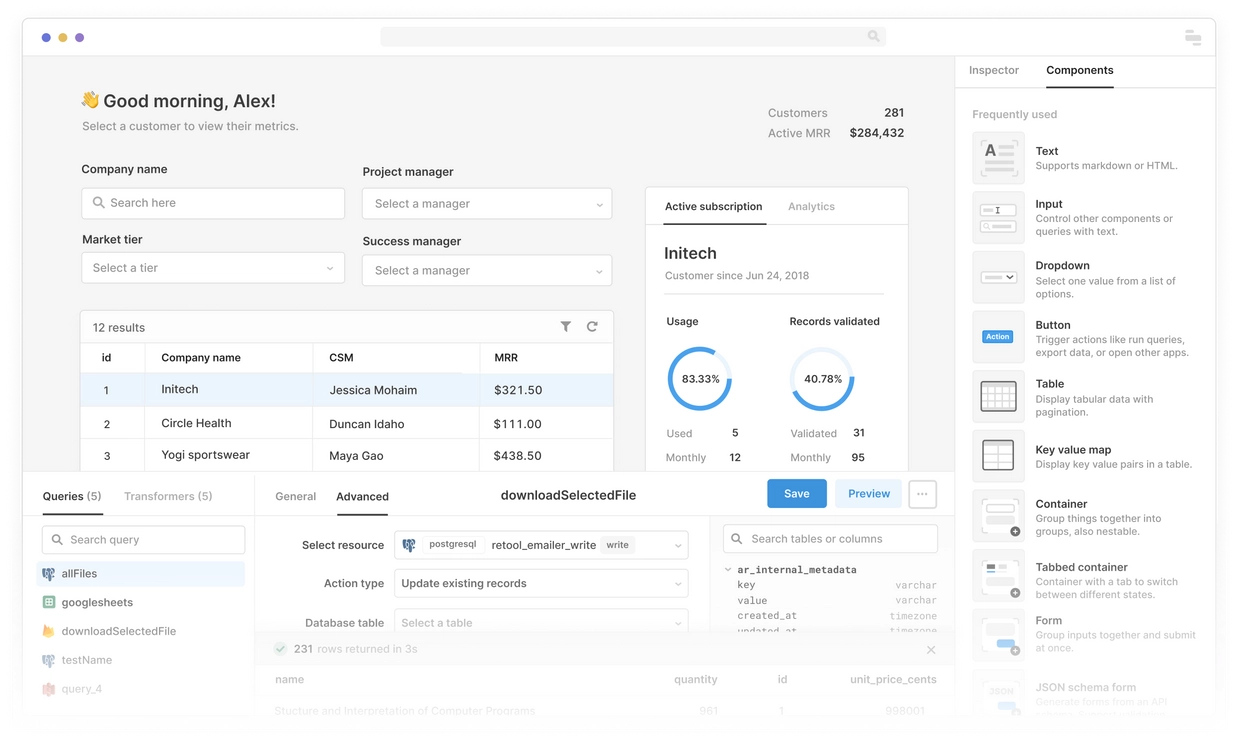 👋 Good morning, Alex!
Select a customer to view their metrics.
Customers 281
Active MRR $284,432
Company name
Search here
Project manager
Select a manager
Market tier
Select a tier
Success manager
Select a manager
12 results
id Company name CSM MRR
1 Initech Jessica Mohaim $321.50
2 Circle Health Duncan Idaho $111.00
3 Yogi sportswear Maya Gao $438.50
Active subscription Analytics
Initech
Customer since Jun 24, 2018
Usage Records validated
83.33% 40.78%
Used 5 Validated 31
Monthly 12 Monthly 95
Inspector Components
Frequently used
A
Text
Supports markdown or HTML.
Input
Control other components or
queries with text.
Dropdown
Select one value from a list of
options.
Action
Button
Trigger actions like run queries,
export data, or open other apps.
Table
Display tabular data with
pagination.
Key value map
Display key value pairs in a table.
Container
Group things together into
groups, also nestable.
Tabbed container
Container with a tab to switch
between different states.
Form
Group inputs together and submit
at once.
JSON
JSON schema form
Generate forms from an API
Queries (5) Transformers (5)
Search query
allFiles
googlesheets
downloadSelectedFile
testName
query_4
General Advanced
downloadSelectedFile
Save Preview ...
Select resource postgresql retool_emailer_write write
Action type Update existing records
Database table Select a table
Search tables or columns
ar_internal_metadata
key varchar
value varchar
created_at timezone
updated_at timezone
231 rows returned in 3s
name quantity id unit_price_cents
Stucture and Interpretation of Computer Programs 961 1 998001